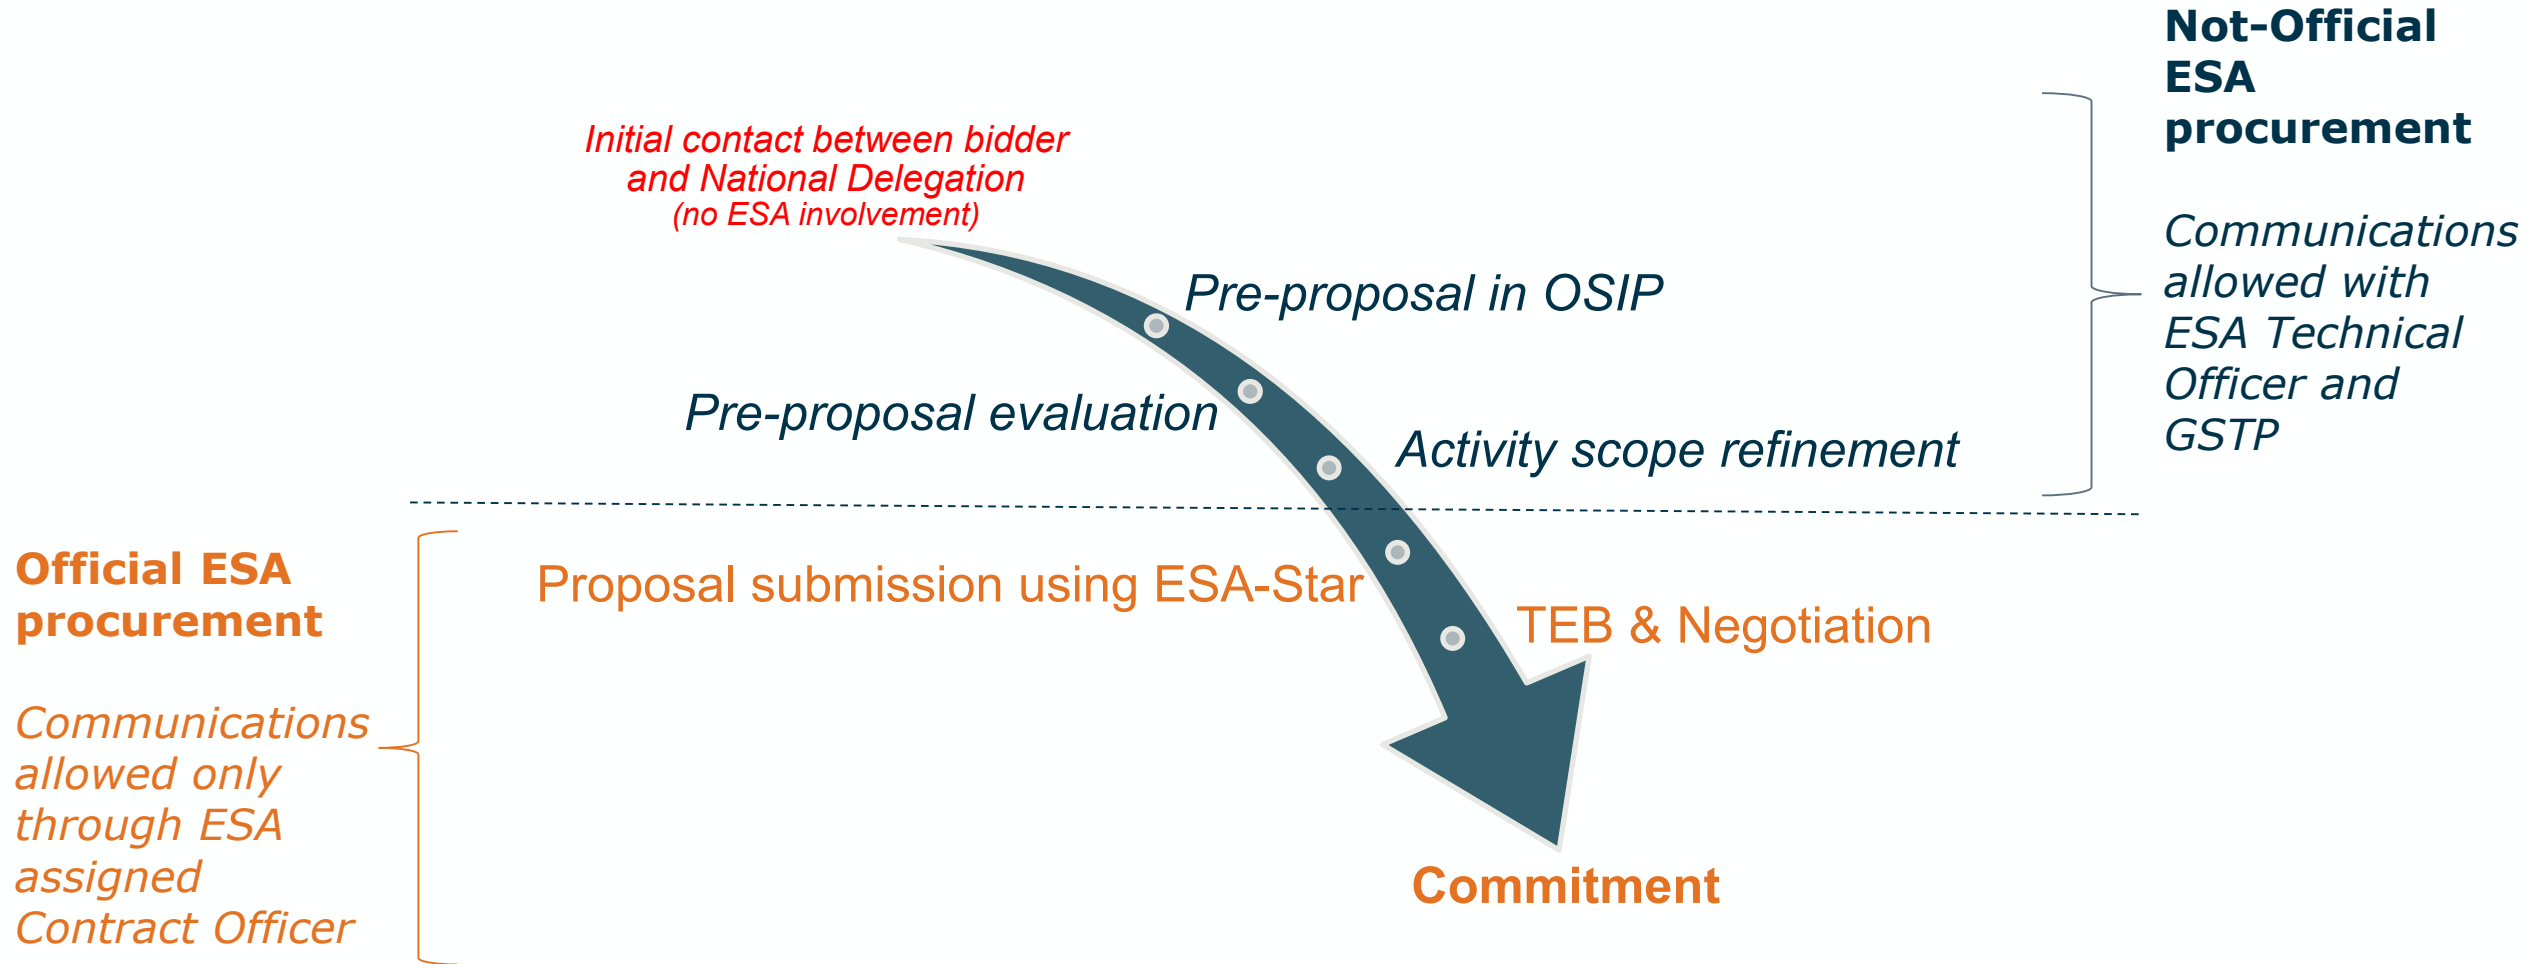 Not-Official
ESA
procurement
Communications
allowed with
ESA Technical
Officer and
GSTP
Initial contact between bidder
and National Delegation
(no ESA involvement)
Pre-proposal in OSIP
Pre-proposal evaluation
Activity scope refinement
Official ESA
procurement
Communications
allowed only
through ESA
assigned
Contract Officer
Proposal submission using ESA-Star
TEB & Negotiation
Commitment